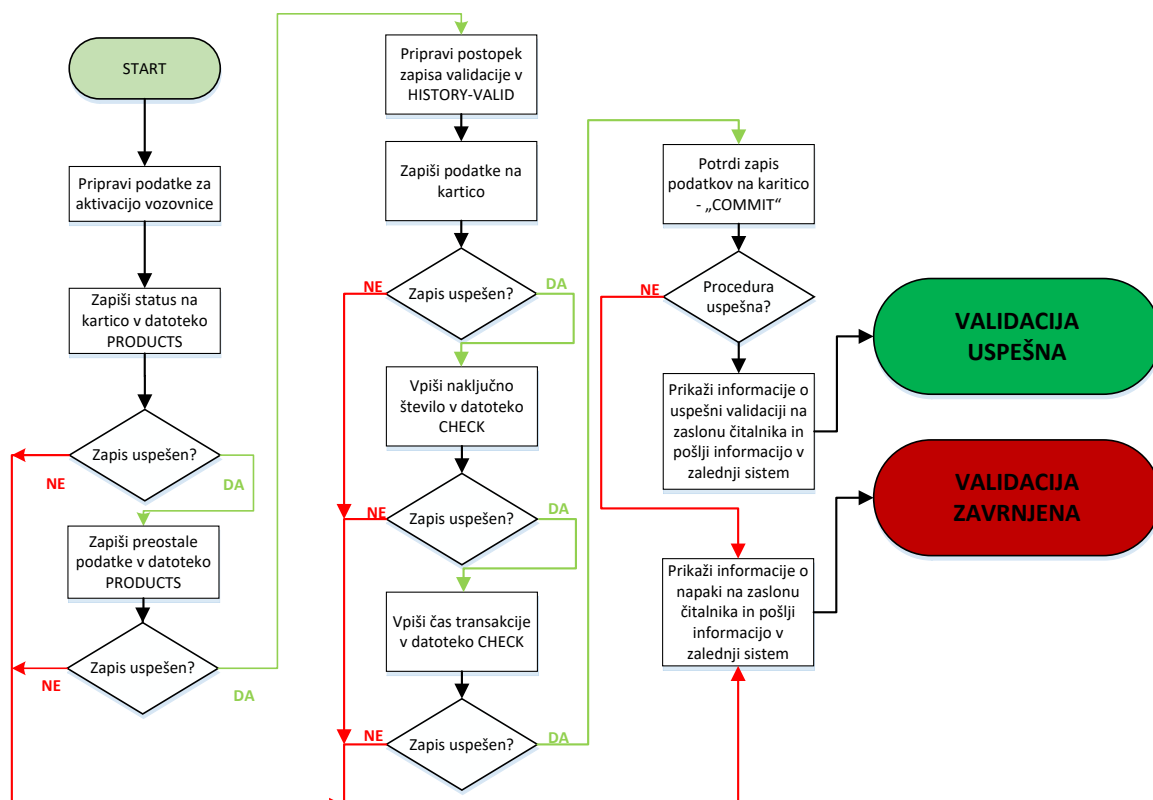 START
Pripravi podatke za
aktivacijo vozovnice
Zapiši status na
kartico v datoteko
PRODUCTS
Zapis uspešen?
NE
DA
Zapiši preostale
podatke v datoteko
PRODUCTS
Zapis uspešen?
NE
DA
Pripravi postopek
zapisa validacije v
HISTORY-VALID
Zapiši podatke na
kartico
Zapis uspešen?
NE
DA
Vpiši naključno
število v datoteko
CHECK
Zapis uspešen?
NE
DA
Vpiši čas transakcije
v datoteko CHECK
Zapis uspešen?
NE
DA
Potrdi zapis
podatkov na karitico
- „COMMIT“
Procedura
uspešna?
NE
Prikaži informacije o
uspešni validaciji na
zaslonu čitalnika in
pošlji informacijo v
zaledni sistem
Prikaži informacije o
napaki na zaslonu
čitalnika in pošlji
informacijo v
zalednji sistem
VALIDACIJA
USPEŠNA
VALIDACIJA
ZAVRNJENA